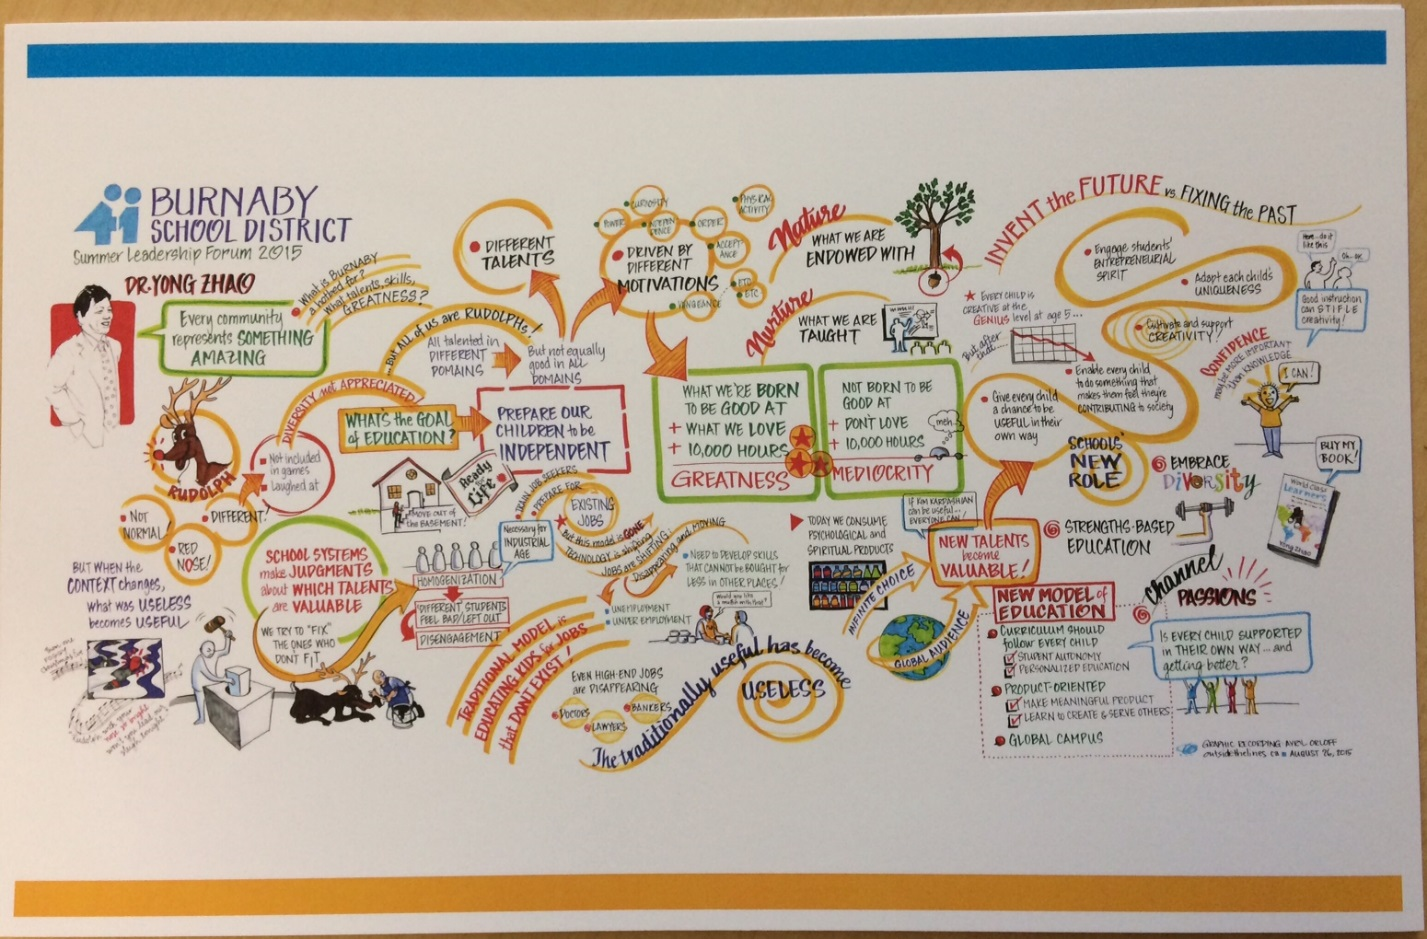 BURNABY
SCHOOL DISTRICT
Summer Leadership Forum 2015
DR. YONG ZHAO
Every community
represents SOMETHING
AMAZING
What is BURNABY
a hotbed for?
What talents, skills,
GREATNESS?
...BUT ALL of us are RUDOLPHS!
All talented in
DIFFERENT
DOMAINS
But not equally
good in ALL
DOMAINS
DIFFERENT
TALENTS
DRIVEN BY
DIFFERENT
MOTIVATIONS
CURIOSITY
POWER
INDEPEN
DENCE
ORDER
PHYSICAL
ACTIVITY
ACCEPT-
ANCE
ETC
ETC
VENGEANCE
Nature
WHAT WE ARE
ENDOWED WITH
Nurture
WHAT WE ARE
TAUGHT
DIVERSITY not APPRECIATED!
Not included
in games
Laughed at
RUDOLPH
NOT
NORMAL!
DIFFERENT!
RED
NOSE!
WHAT'S the GOAL
of EDUCATION?
PREPARE OUR
CHILDREN to be
INDEPENDENT
Ready
for
Life
MOVE OUT of
the BASEMENT!
WHAT WE'RE BORN
TO BE GOOD AT
+ WHAT WE LOVE
+ 10,000 HOURS
GREATNESS
NOT BORN TO BE
GOOD AT
+ DON'T LOVE
+ 10,000 HOURS
meh...
MEDIOCRITY
BUT WHEN the
CONTEXT changes,
what was USELESS
becomes USEFUL
SCHOOL SYSTEMS
make JUDGMENTS
about WHICH TALENTS
are VALUABLE
WE TRY TO "FIX"
THE ONES WHO
DON'T FIT
HOMOGENIZATION
Necessary for
INDUSTRIAL
AGE
DIFFERENT STUDENTS
FEEL BAD/LEFT OUT
DISENGAGEMENT
JOB SEEKERS
PREPARE FOR
EXISTING
JOBS
But this model is GONE
TECHNOLOGY is shifting
JOBS are SHIFTING:
Disappearing and MOVING
NEED to DEVELOP SKILLS
THAT CANNOT be BOUGHT for
LESS in OTHER PLACES!
UNEMPLOYMENT
UNDER EMPLOYMENT
TRADITIONAL MODEL is
EDUCATING KIDS for JOBS
that DON'T EXIST!
EVEN HIGH-END JOBS
are DISAPPEARING
DOCTORS
LAWYERS
BANKERS
The traditionally useful has become
USELESS
TODAY WE CONSUME
PSYCHOLOGICAL and
SPIRITUAL PRODUCTS
IF KIM KARDASHIAN
can be useful...
EVERYONE CAN
INFINITE CHOICE
GLOBAL AUDIENCE
NEW TALENTS
become
VALUABLE!
INVENT the FUTURE vs. FIXING the PAST
Engage students'
ENTREPRENEURIAL
SPIRIT
Adopt each child's
UNIQUENESS
Cultivate and support
CREATIVITY!
Enable every child
to do something that
makes them feel they're
CONTRIBUTING to society
Give every child
a chance to be
USEFUL in their
own way
EVERY CHILD is
CREATIVE at the
GENIUS level at age 5...
But after
that...
Here-do it
like this
Oh-ok
Good instruction
can STIFLE
creativity!
CONFIDENCE
may be MORE IMPORTANT
than KNOWLEDGE
I CAN!
SCHOOLS'
NEW
ROLE
EMBRACE
DIVERSITY
STRENGTHS-BASED
EDUCATION
Channel
PASSIONS
BUY MY
BOOK!
World Class
Learners
Yong Zhao
IS EVERY CHILD SUPPORTED
in THEIR OWN WAY... and
getting better?
NEW MODEL of
EDUCATION
CURRICULUM SHOULD
follow EVERY CHILD
STUDENT AUTONOMY
PERSONALIZED EDUCATION
PRODUCT-ORIENTED
MAKE MEANINGFUL PRODUCT
LEARN to CREATE & SERVE OTHERS
GLOBAL CAMPUS
GRAPHIC RECORDING AVRIL ORLOFF
outsidethelines.ca AUGUST 26, 2015